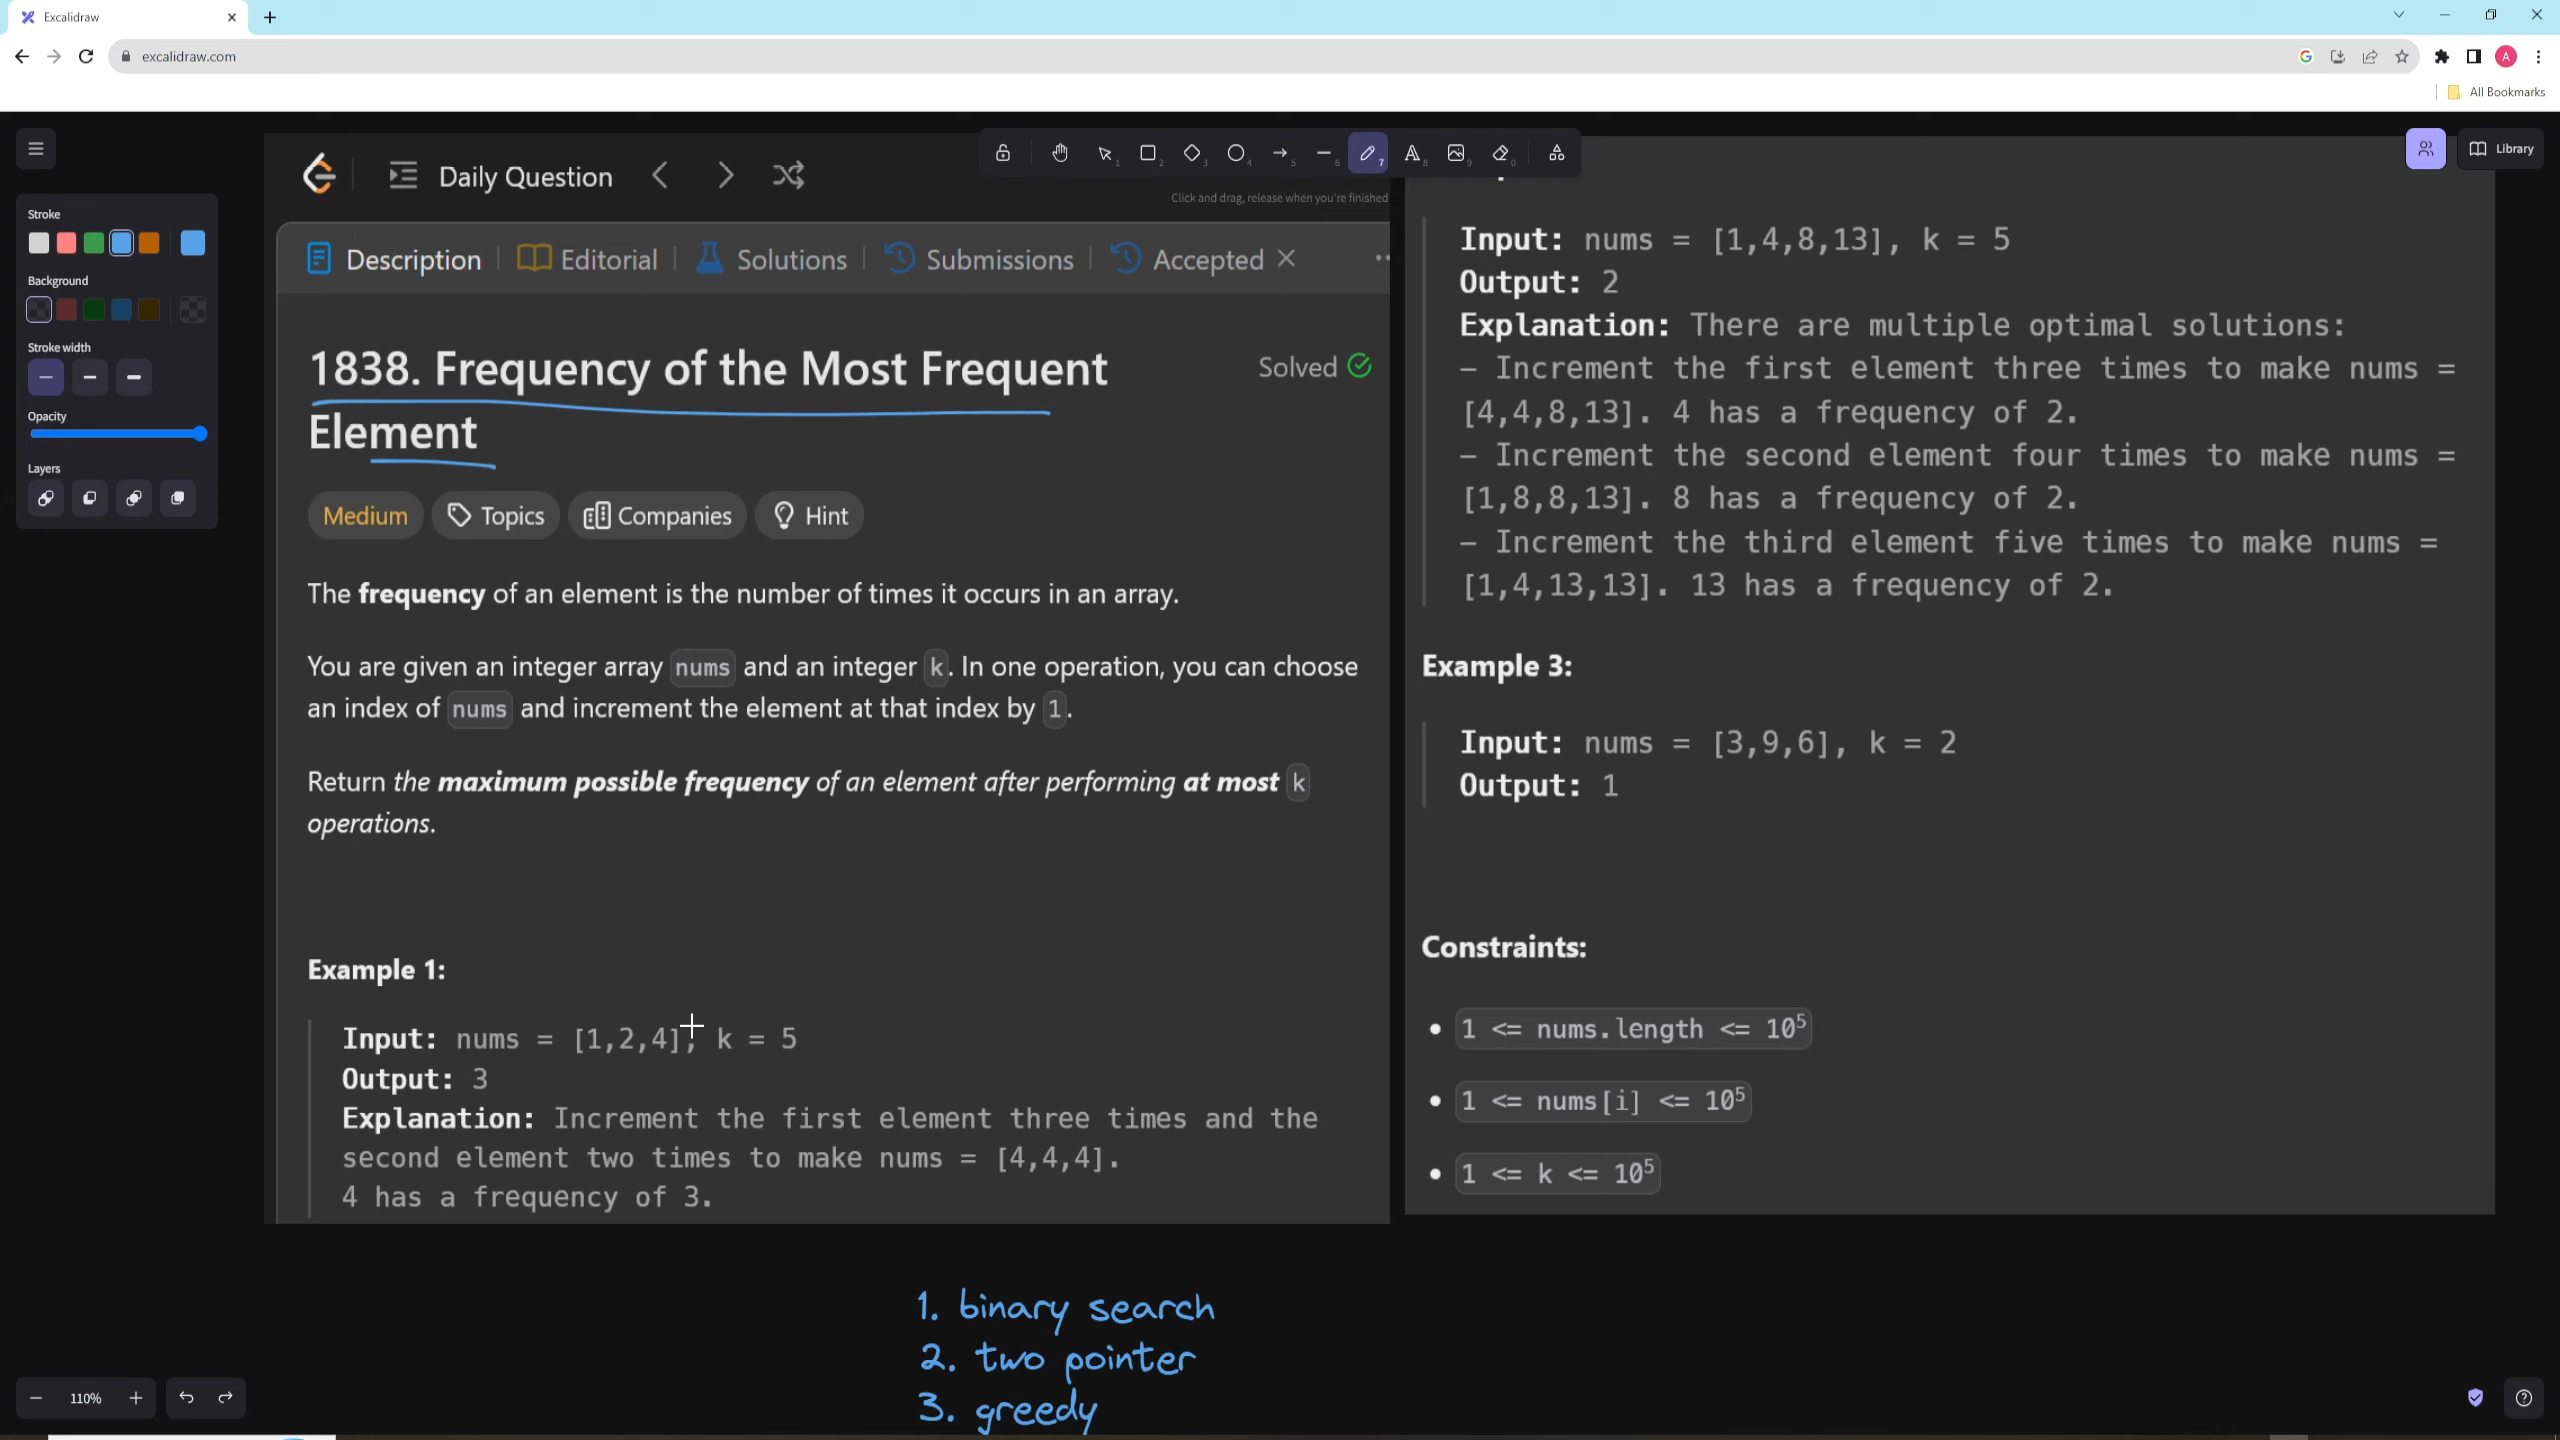 Excalidraw
excalidraw.com
All Bookmarks
Library
Click and drag, release when you're finished
Stroke
Background
Stroke width
Opacity
Layers
Daily Question
Description
Editorial
Solutions
Submissions
Accepted
1838. Frequency of the Most Frequent
Element
Solved
Medium
Topics
Companies
Hint
The frequency of an element is the number of times it occurs in an array.
You are given an integer array nums and an integer k. In one operation, you can choose
an index of nums and increment the element at that index by 1.
Return the maximum possible frequency of an element after performing at most k
operations.
Example 1:
Input: nums = [1,2,4], k = 5
Output: 3
Explanation: Increment the first element three times and the
second element two times to make nums = [4,4,4].
4 has a frequency of 3.
Input: nums = [1,4,8,13], k = 5
Output: 2
Explanation: There are multiple optimal solutions:
- Increment the first element three times to make nums =
[4,4,8,13]. 4 has a frequency of 2.
- Increment the second element four times to make nums =
[1,8,8,13]. 8 has a frequency of 2.
- Increment the third element five times to make nums =
[1,4,13,13]. 13 has a frequency of 2.
Example 3:
Input: nums = [3,9,6], k = 2
Output: 1
Constraints:
1 <= nums.length <= 10⁵
1 <= nums[i] <= 10⁵
1 <= k <= 10⁵
1. binary search
2. two pointer
3. greedy
110%